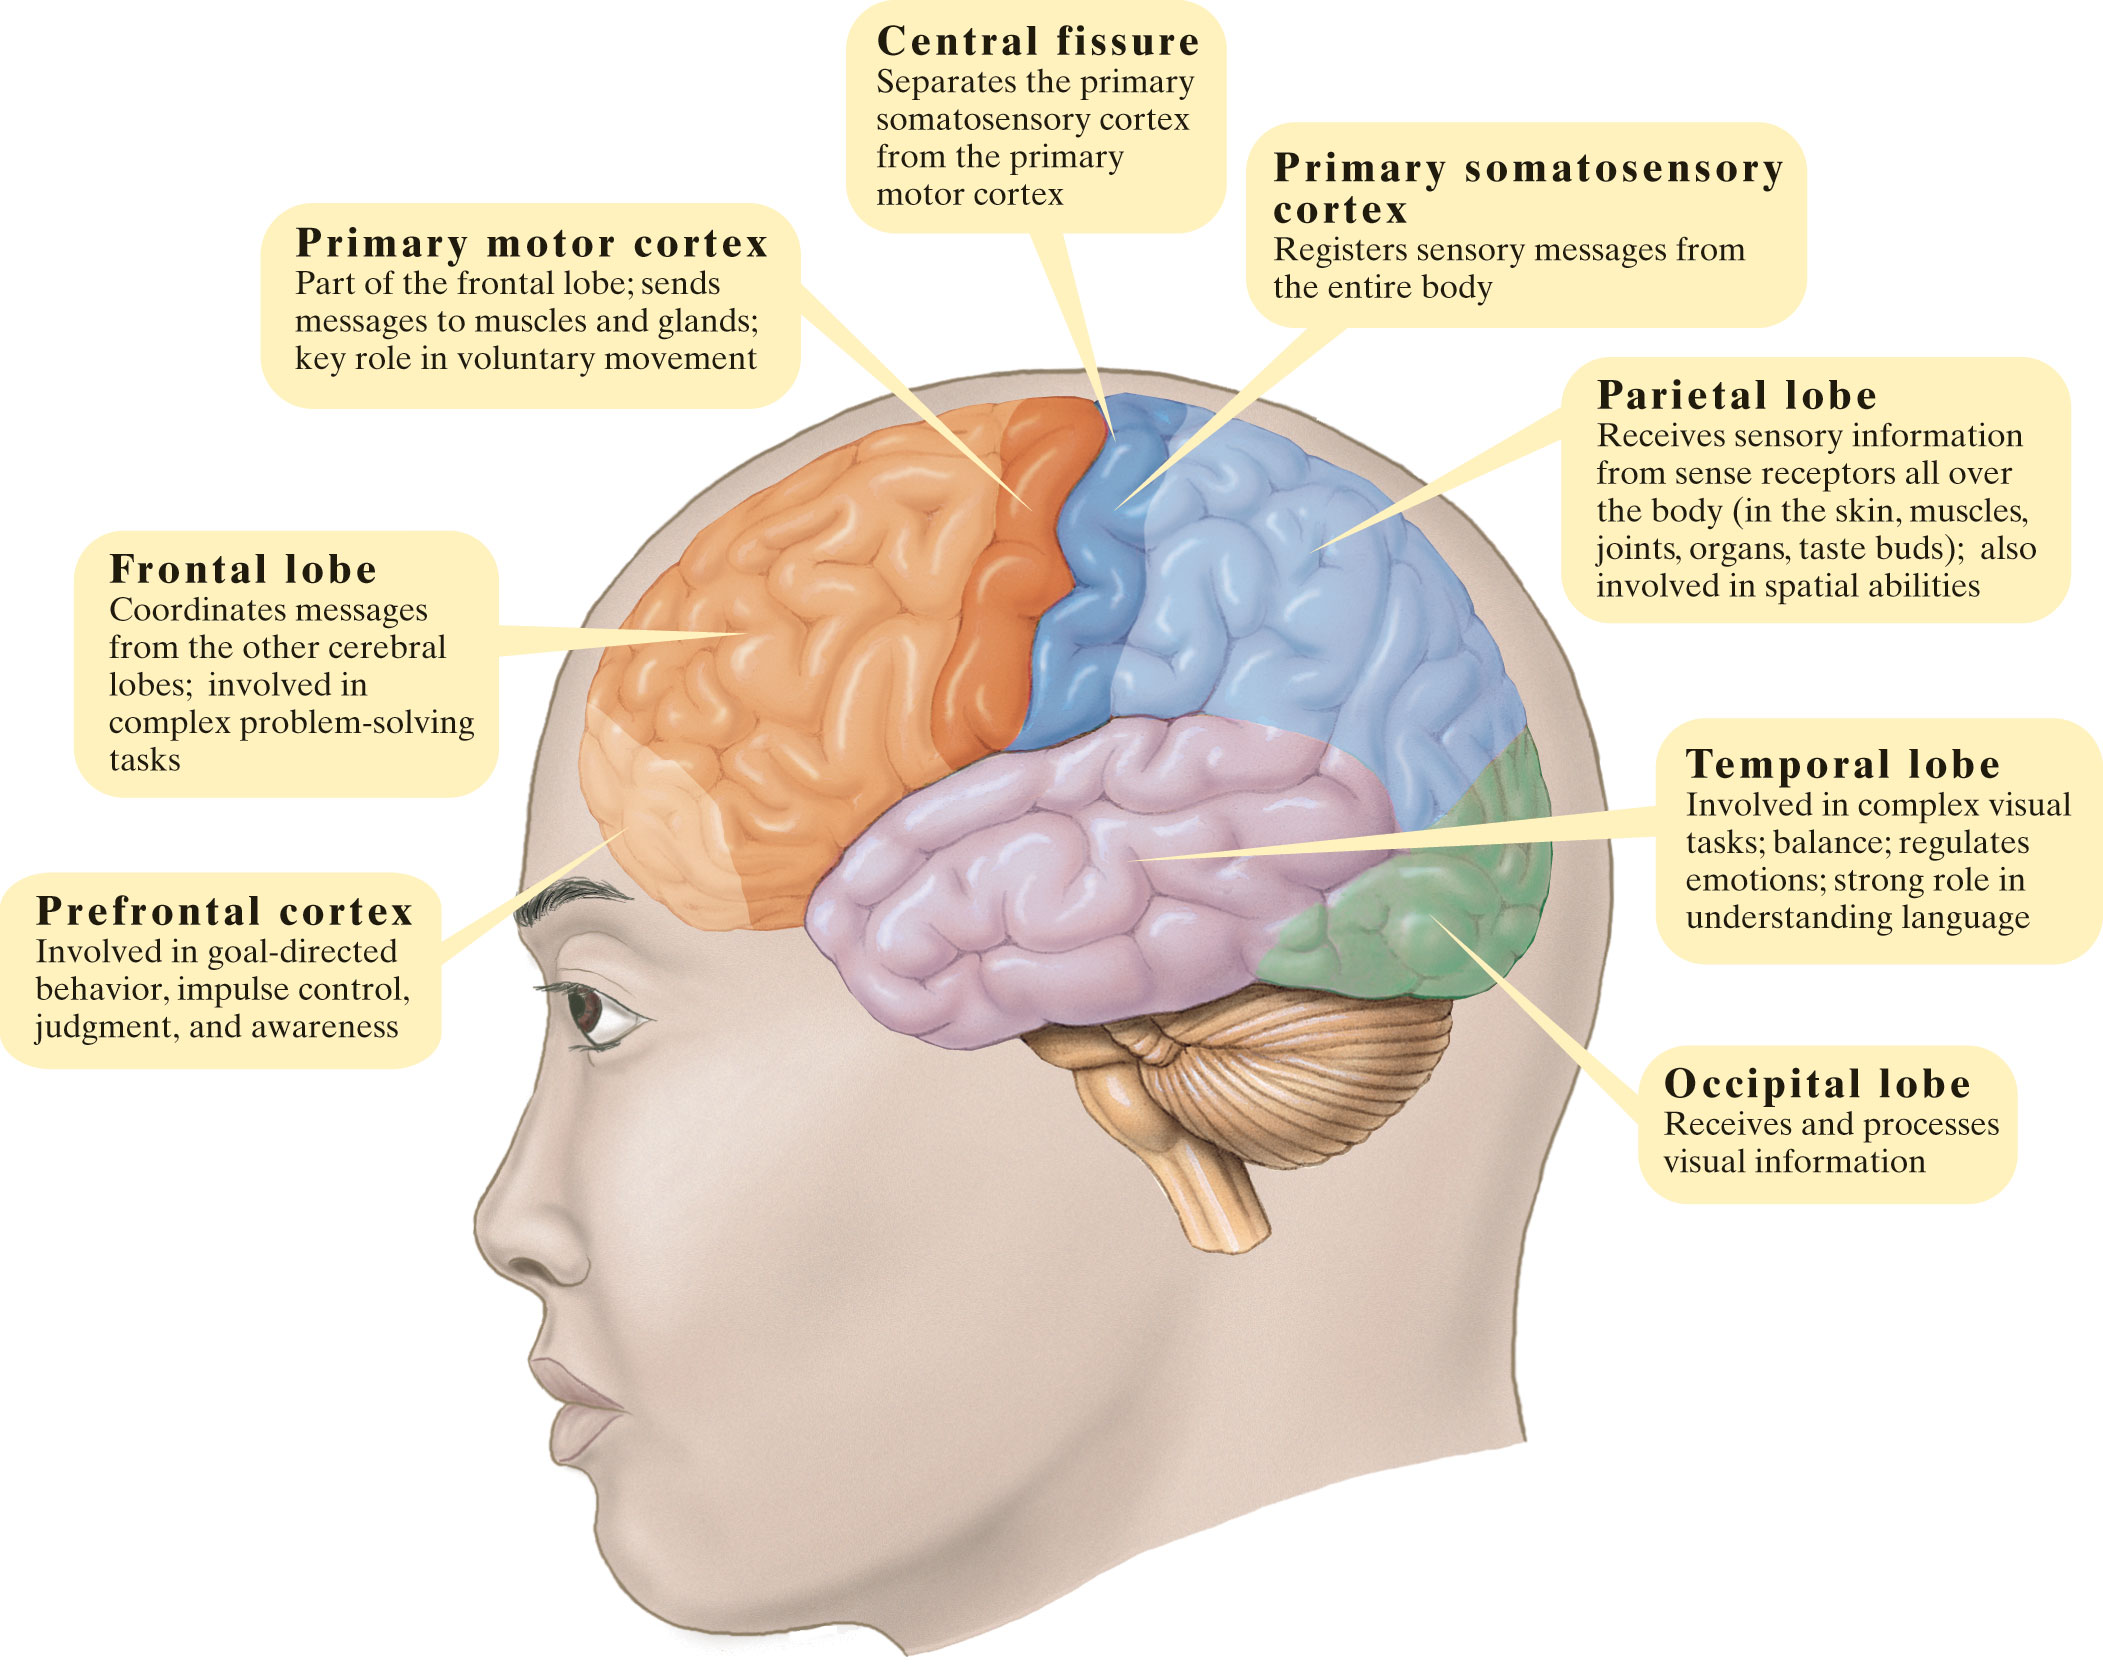 Central fissure
Separates the primary
somatosensory cortex
from the primary
motor cortex
Primary somatosensory
cortex
Registers sensory messages from
the entire body
Primary motor cortex
Part of the frontal lobe; sends
messages to muscles and glands;
key role in voluntary movement
Parietal lobe
Receives sensory information
from sense receptors all over
the body (in the skin, muscles,
joints, organs, taste buds); also
involved in spatial abilities
Frontal lobe
Coordinates messages
from the other cerebral
lobes; involved in
complex problem-solving
tasks
Temporal lobe
Involved in complex visual
tasks; balance; regulates
emotions; strong role in
understanding language
Prefrontal cortex
Involved in goal-directed
behavior, impulse control,
judgment, and awareness
Occipital lobe
Receives and processes
visual information